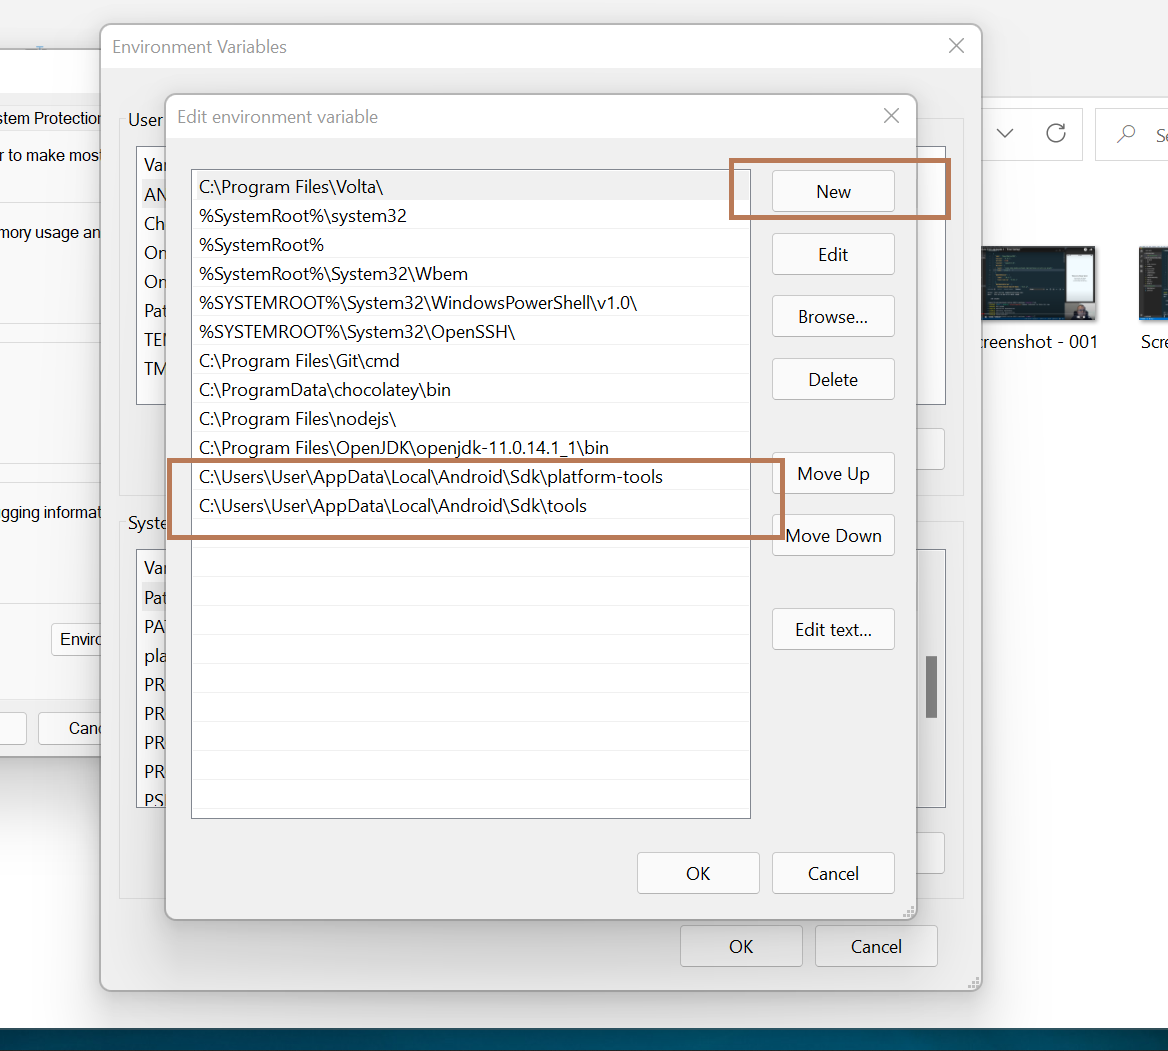 Environment Variables
Edit environment variable
stem Protection
r to make most
mory usage an
gging informat
Enviro
Canc
User
Var
AN
Ch
On
On
Pat
TE
TM
C:\Program Files\Volta\
%SystemRoot%\system32
%SystemRoot%
%SystemRoot%\System32\Wbem
%SYSTEMROOT%\System32\WindowsPowerShell\v1.0\
%SYSTEMROOT%\System32\OpenSSH\
C:\Program Files\Git\cmd
C:\ProgramData\chocolatey\bin
C:\Program Files\nodejs\
C:\Program Files\OpenJDK\openjdk-11.0.14.1_1\bin
C:\Users\User\AppData\Local\Android\Sdk\platform-tools
C:\Users\User\AppData\Local\Android\Sdk\tools
New
Edit
Browse...
Delete
Move Up
Move Down
Edit text...
OK
Cancel
Syste
Var
Pat
PA
pla
PR
PR
PR
PR
PS
OK
Cancel
Se
creenshot - 001
Scre